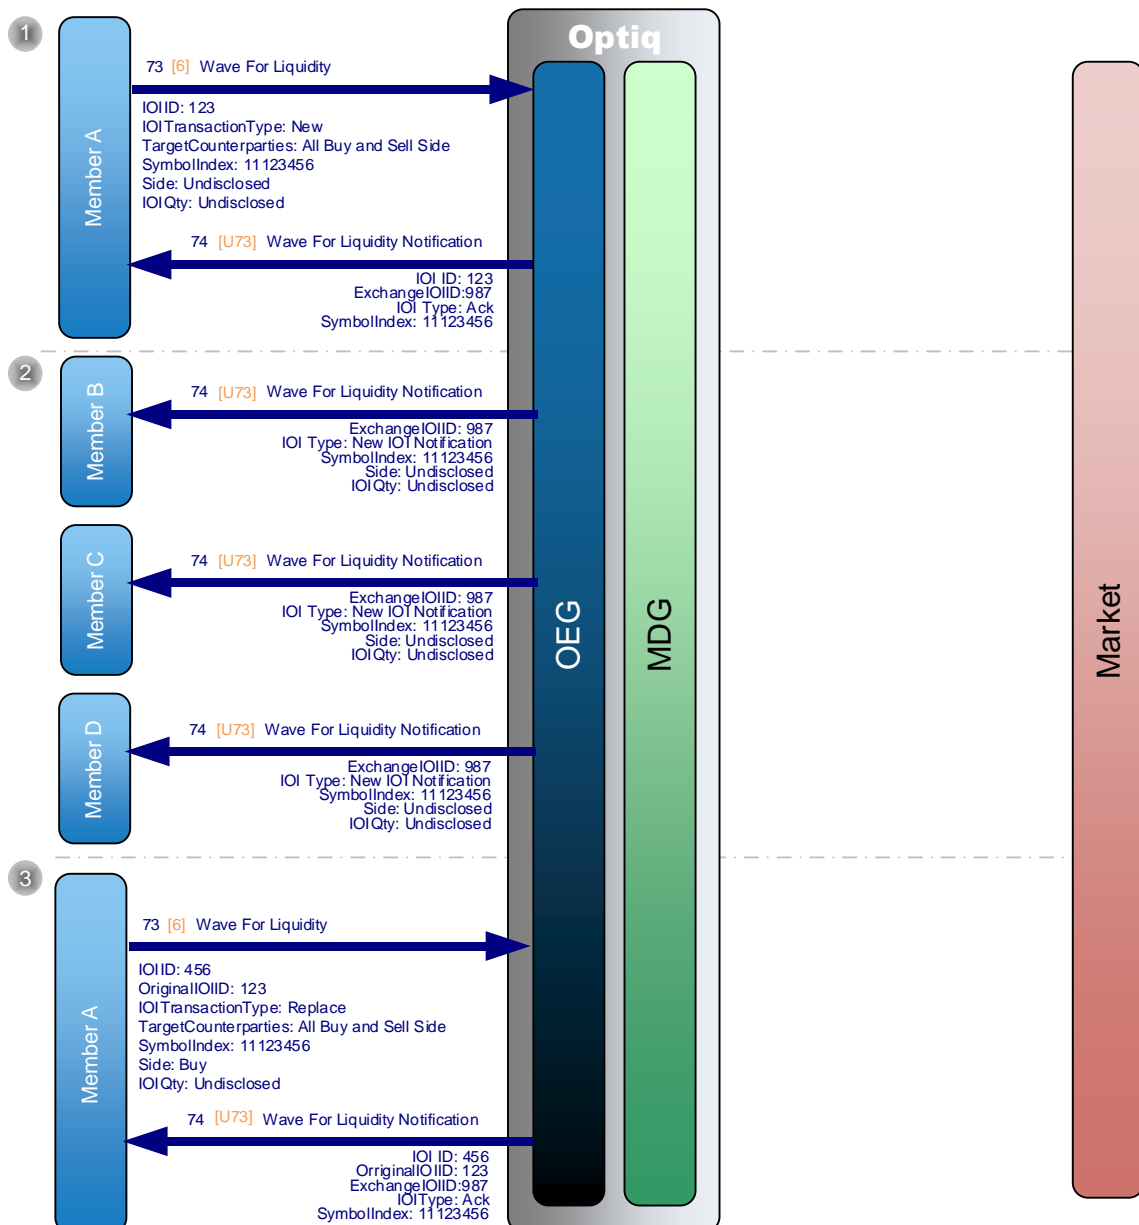 1
Optiq
Member A
73 [6] Wave For Liquidity
IOIID: 123
IOITransactionType: New
TargetCounterparties: All Buy and Sell Side
SymbolIndex: 11123456
Side: Undisclosed
IOIQty: Undisclosed
74 [U73] Wave For Liquidity Notification
IOI ID: 123
ExchangeIOIID:987
IOI Type: Ack
SymbolIndex: 11123456
2
Member B
74 [U73] Wave For Liquidity Notification
ExchangeIOIID: 987
IOI Type: New IOI Notification
SymbolIndex: 11123456
Side: Undisclosed
IOIQty: Undisclosed
Member C
74 [U73] Wave For Liquidity Notification
ExchangeIOIID: 987
IOI Type: New IOI Notification
SymbolIndex: 11123456
Side: Undisclosed
IOIQty: Undisclosed
OEG
MDG
Market
Member D
74 [U73] Wave For Liquidity Notification
ExchangeIOIID: 987
IOI Type: New IOI Notification
SymbolIndex: 11123456
Side: Undisclosed
IOIQty: Undisclosed
3
Member A
73 [6] Wave For Liquidity
IOIID: 456
OriginalIOIID: 123
IOITransactionType: Replace
TargetCounterparties: All Buy and Sell Side
SymbolIndex: 11123456
Side: Buy
IOIQty: Undisclosed
74 [U73] Wave For Liquidity Notification
IOI ID: 456
OrriginalIOIID: 123
ExchangeIOIID:987
IOIType: Ack
SymbolIndex: 11123456